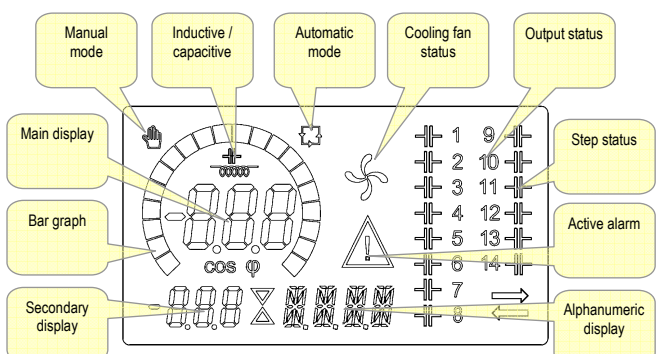 Manual
mode
Inductive /
capacitive
Automatic
mode
Cooling fan
status
Output status
Main display
Step status
Bar graph
Active alarm
Secondary
display
Alphanumeric
display
cos φ
1 9
2 10
3 11
4 12
5 13
6 14
7
8